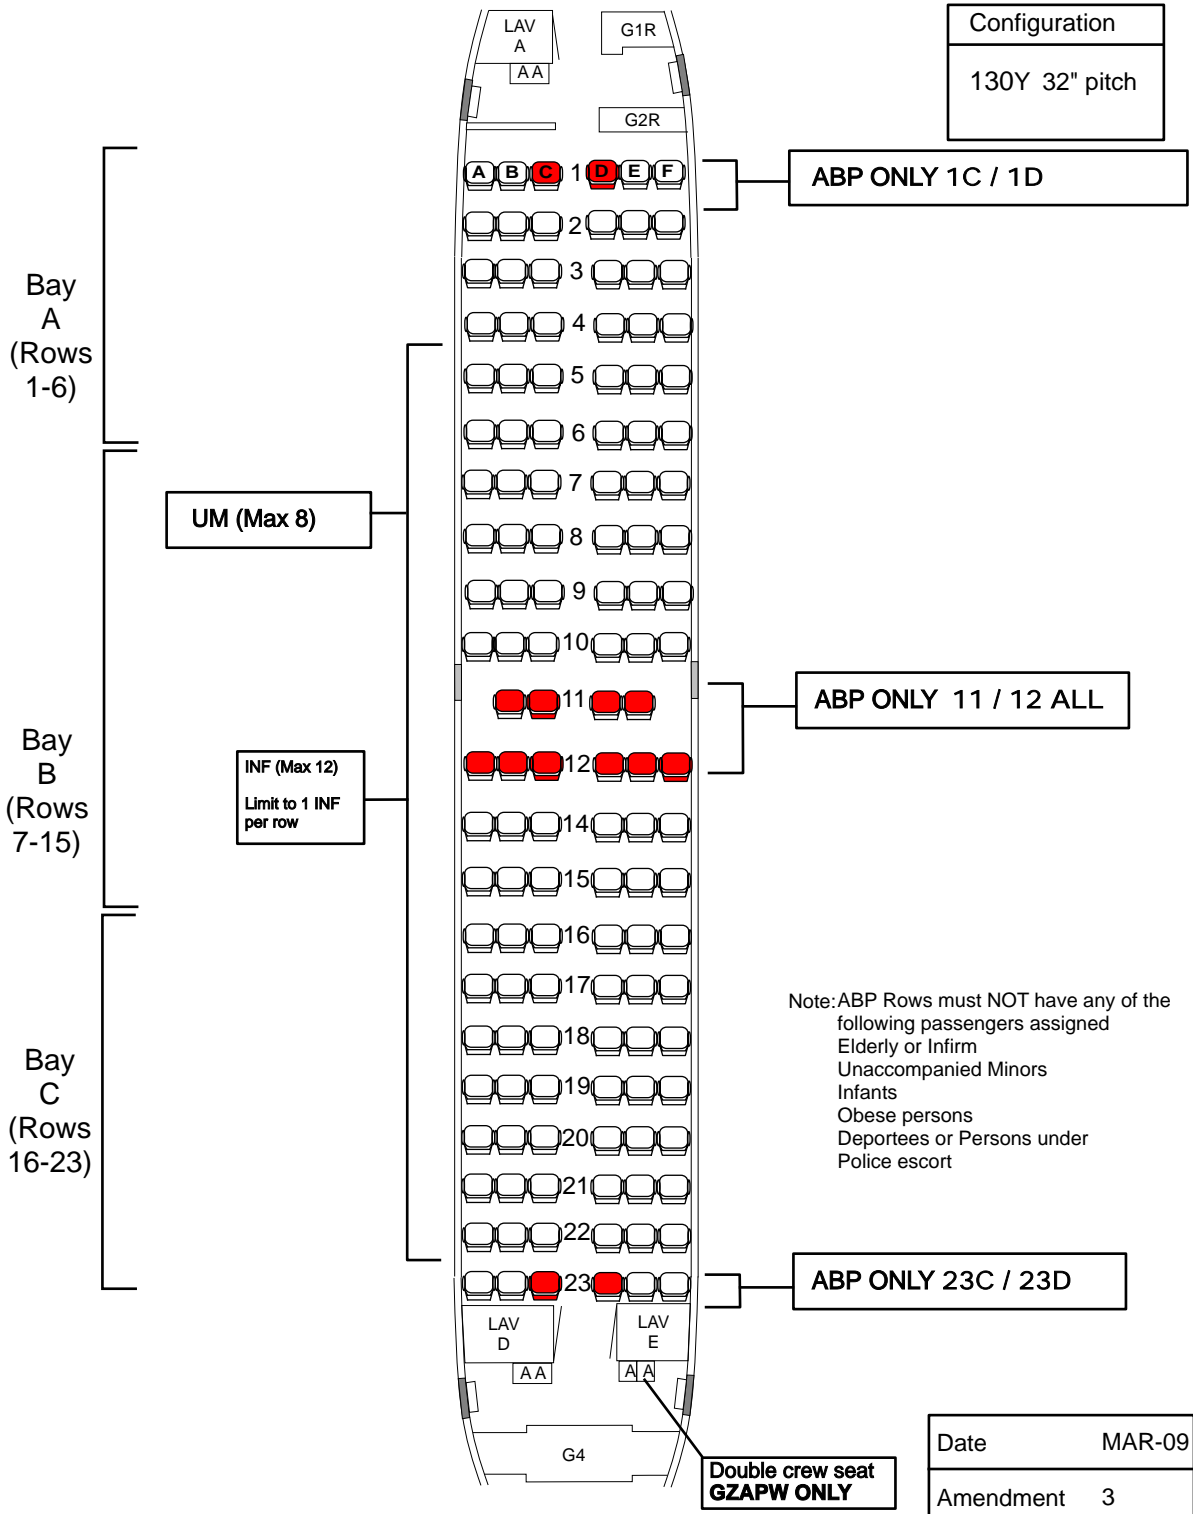 LAV
A
G1R
A A
G2R
Configuration
130Y 32" pitch
A B C 1 D E F
ABP ONLY 1C / 1D
2
3
4
5
6
7
8
9
10
11
12
14
15
16
17
18
19
20
21
22
23
Bay
A
(Rows
1-6)
UM (Max 8)
Bay
B
(Rows
7-15)
INF (Max 12)
Limit to 1 INF
per row
ABP ONLY 11 / 12 ALL
Bay
C
(Rows
16-23)
Note: ABP Rows must NOT have any of the
following passengers assigned
Elderly or Infirm
Unaccompanied Minors
Infants
Obese persons
Deportees or Persons under
Police escort
ABP ONLY 23C / 23D
LAV
D
LAV
E
A A
A A
G4
Double crew seat
GZAPW ONLY
Date MAR-09
Amendment 3